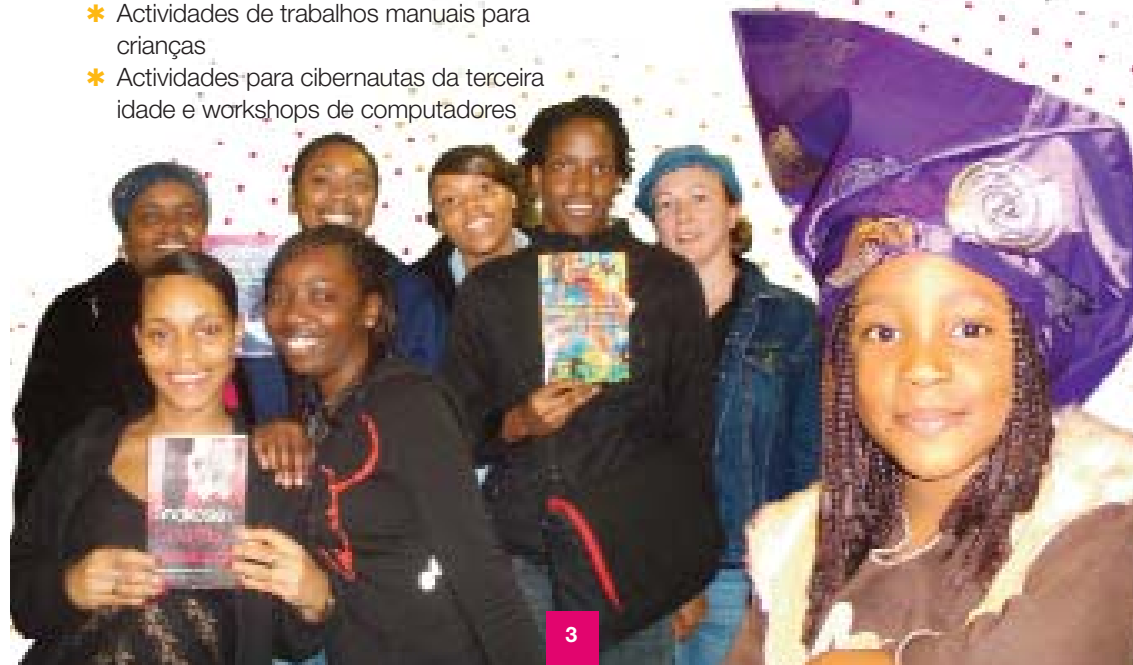 ✱ Actividades de trabalhos manuais para
crianças
✱ Actividades para cibernautas da terceira
idade e workshops de computadores
3